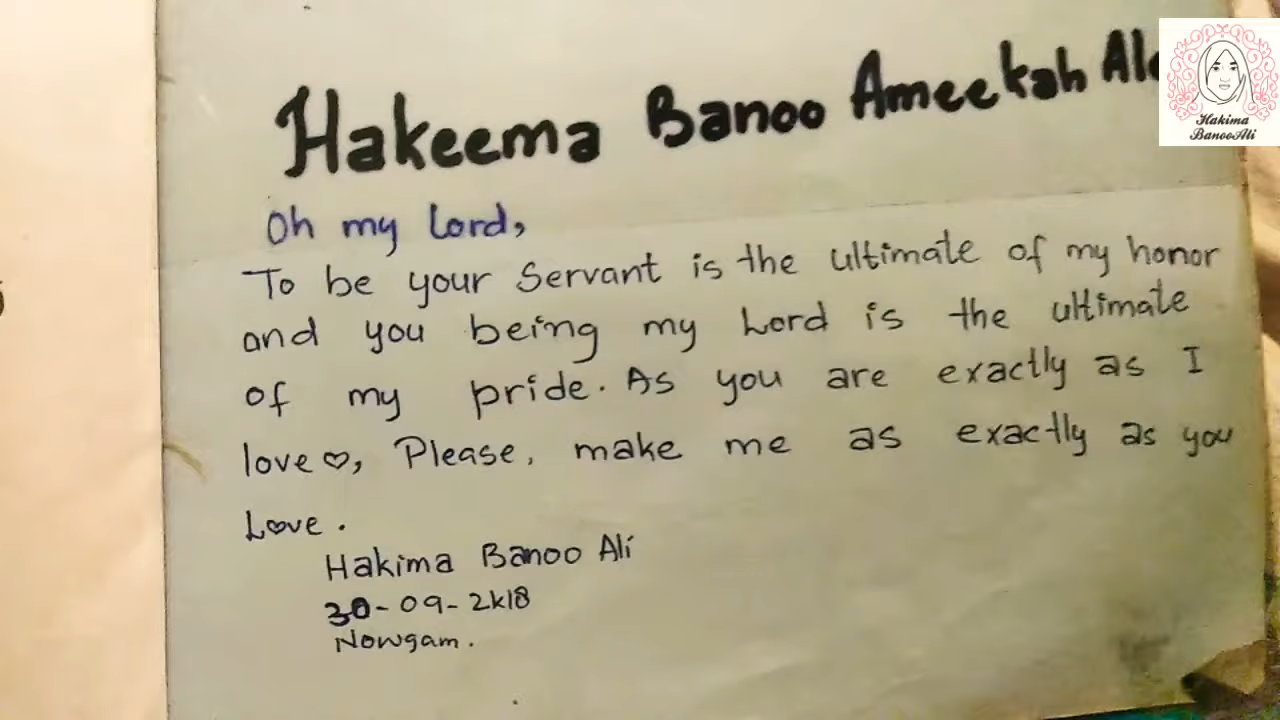 Hakeema Banoo Ameekah
Oh my Lord,
To be your Servant is the ultimate of my honor
and you being my Lord is the ultimate
of my pride. As you are exactly as I
love♡, Please, make me as exactly as you
Love.
Hakima Banoo Ali
30-09-2k18
Nowgam.
Hakima
BanooAli